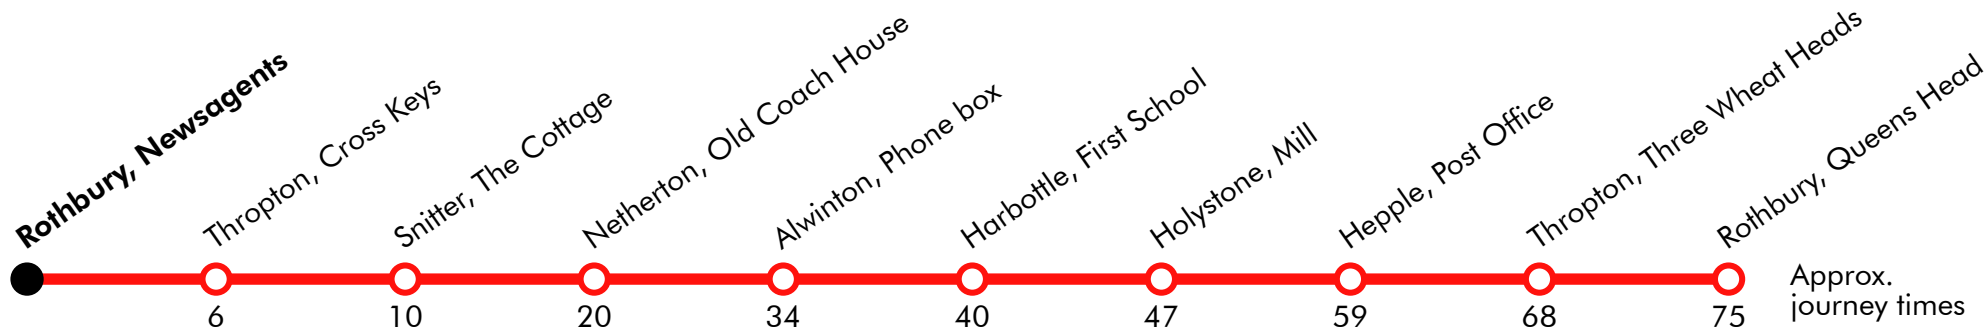 Rothbury, Newsagents
Thropton, Cross Keys
Snitter, The Cottage
Netherton, Old Coach House
Alwinton, Phone box
Harbottle, First School
Holystone, Mill
Hepple, Post Office
Thropton, Three Wheat Heads
Rothbury, Queens Head
6 10 20 34 40 47 59 68 75
Approx.
journey times